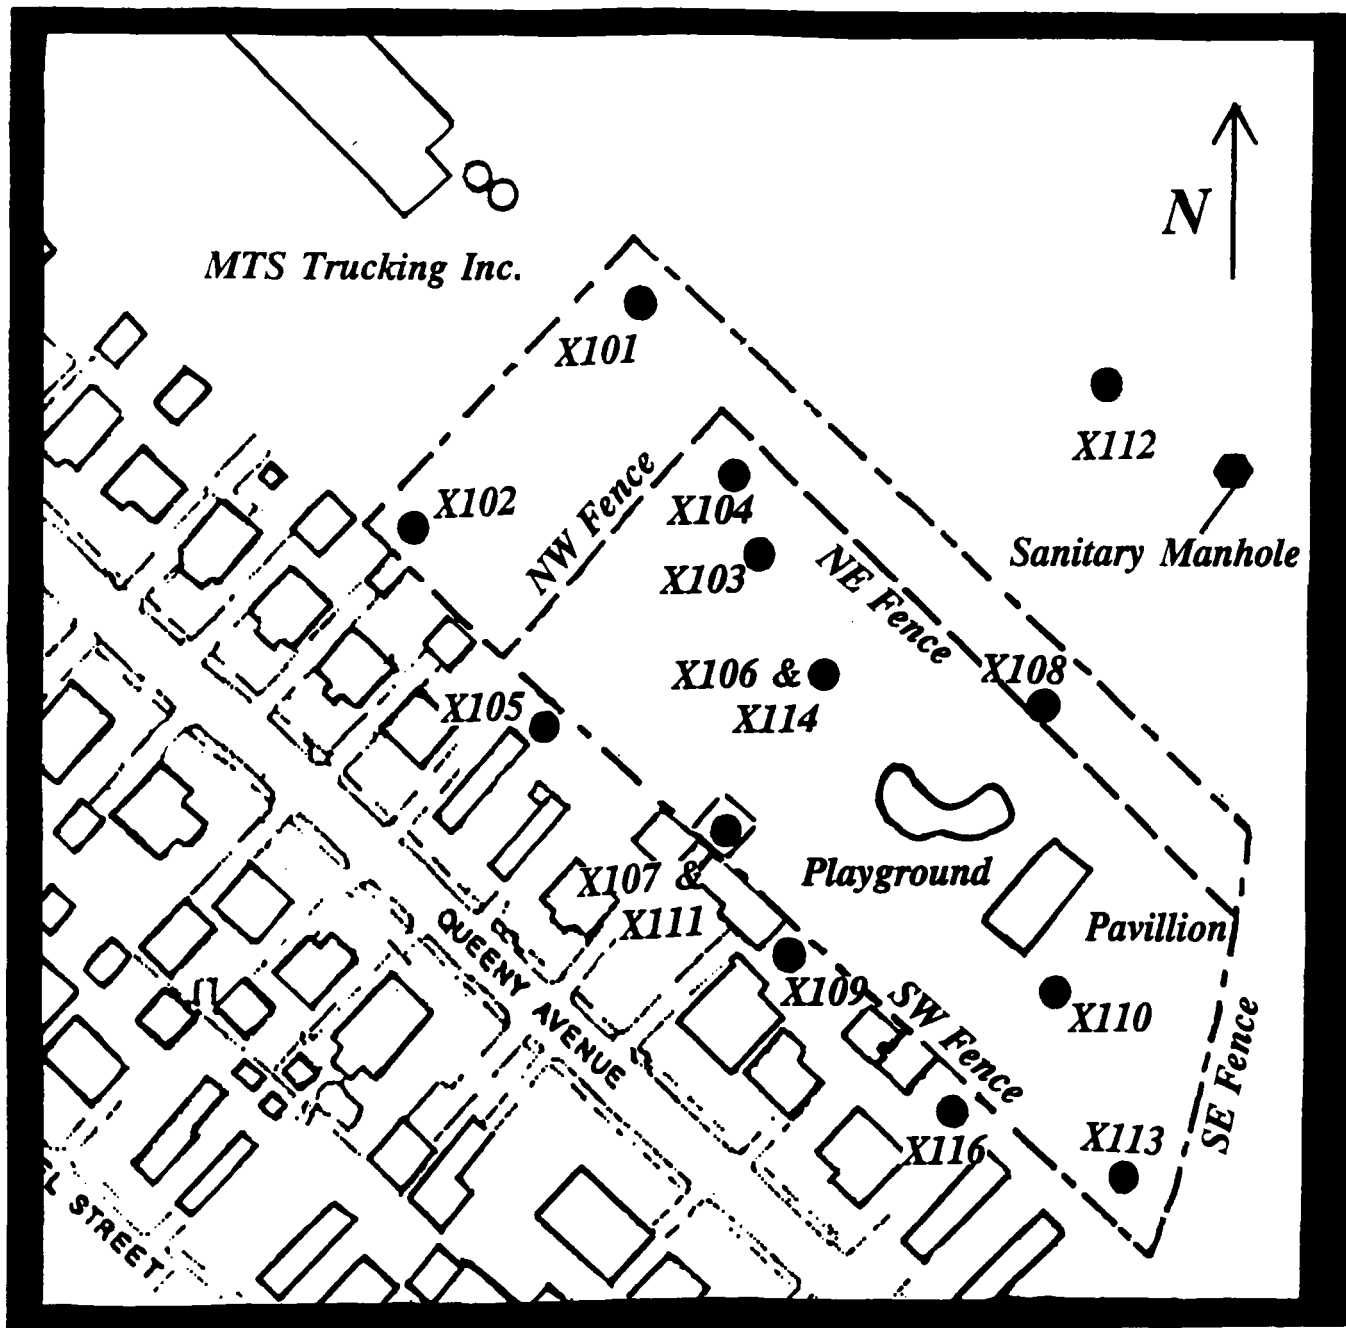 N
MTS Trucking Inc.
X101
X112
NW Fence
X102
X104
Sanitary Manhole
X103
NE Fence
X106 &
X114
X108
X105
Playground
X107 &
X111
Pavillion
QUEENY AVENUE
X109
SW Fence
X110
SE Fence
X116
X113
STREET